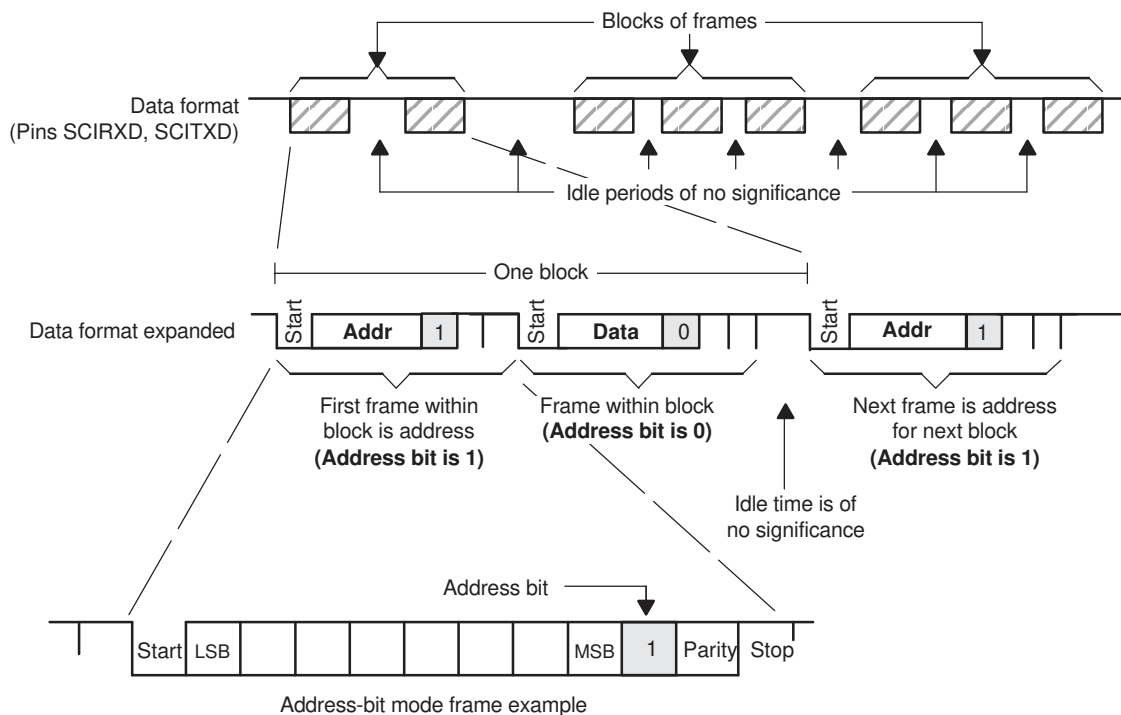 Blocks of frames
Data format
(Pins SCIRXD, SCITXD)
Idle periods of no significance
One block
Data format expanded
Start
Addr
1
Start
Data
0
Start
Addr
1
First frame within
block is address
(Address bit is 1)
Frame within block
(Address bit is 0)
Next frame is address
for next block
(Address bit is 1)
Idle time is of
no significance
Address bit
Start
LSB
MSB
1
Parity
Stop
Address-bit mode frame example